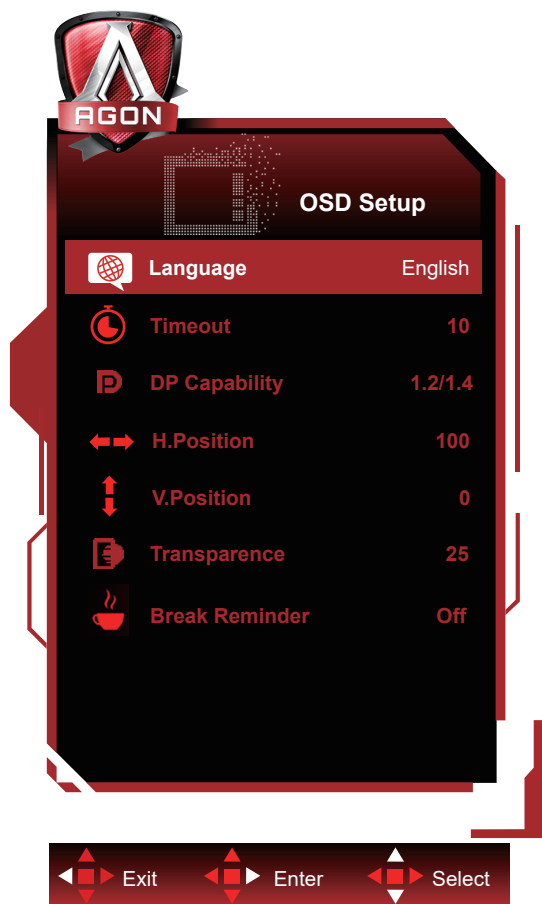 AGON
OSD Setup
Language English
Timeout 10
DP Capability 1.2/1.4
H.Position 100
V.Position 0
Transparence 25
Break Reminder Off
Exit Enter Select